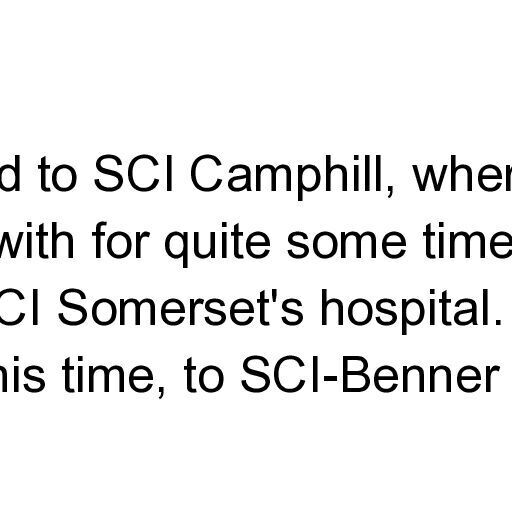 d to SCI Camphill, wher
with for quite some time
CI Somerset's hospital.
his time, to SCI-Benner